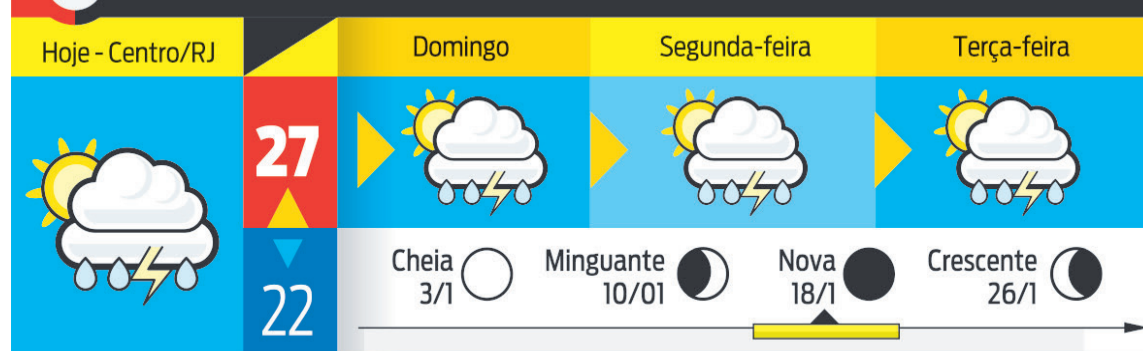 Hoje - Centro/RJ
Domingo
Segunda-feira
Terça-feira
27
22
Cheia
3/1
Minguante
10/01
Nova
18/1
Crescente
26/1